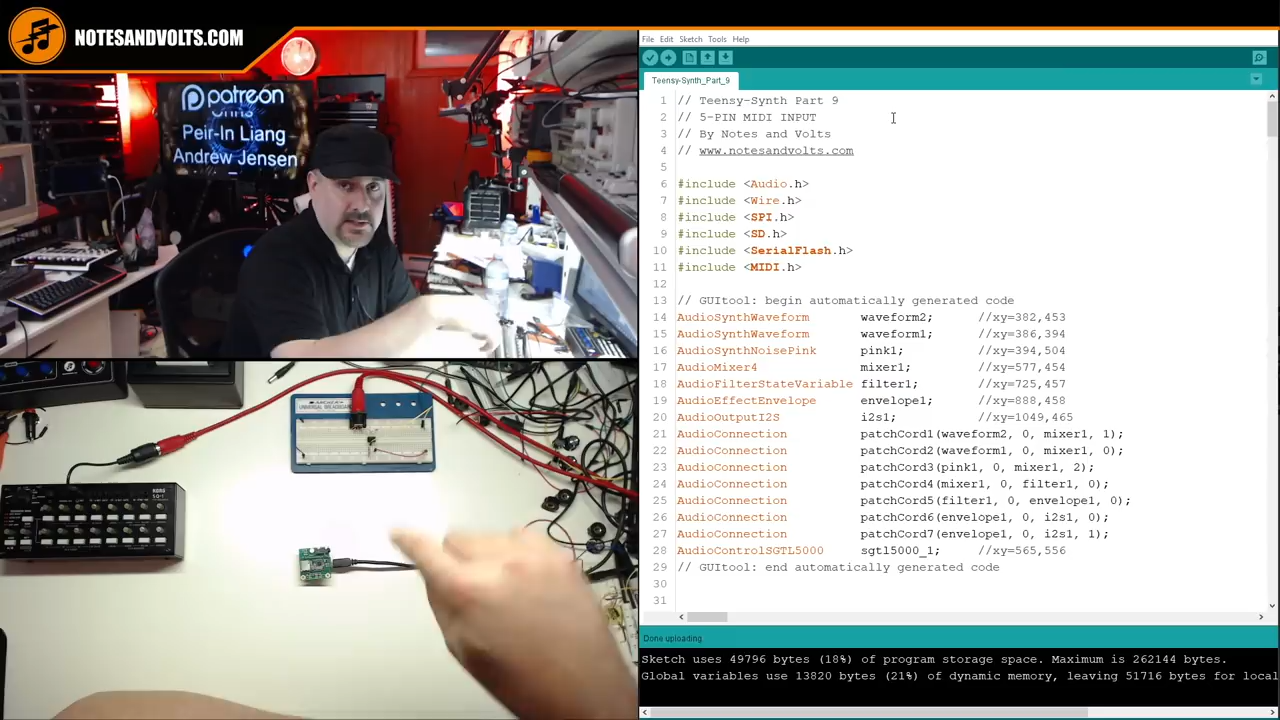 NOTESANDVOLTS.COM
patreon
Chris
Peir-In Liang
Andrew Jensen
KORG
SQ-1
File Edit Sketch Tools Help
Teensy-Synth_Part_9
1 // Teensy-Synth Part 9
2 // 5-PIN MIDI INPUT
3 // By Notes and Volts
4 // www.notesandvolts.com
5
6 #include <Audio.h>
7 #include <Wire.h>
8 #include <SPI.h>
9 #include <SD.h>
10 #include <SerialFlash.h>
11 #include <MIDI.h>
12
13 // GUItool: begin automatically generated code
14 AudioSynthWaveform waveform2; //xy=382,453
15 AudioSynthWaveform waveform1; //xy=386,394
16 AudioSynthNoisePink pink1; //xy=394,504
17 AudioMixer4 mixer1; //xy=577,454
18 AudioFilterStateVariable filter1; //xy=725,457
19 AudioEffectEnvelope envelope1; //xy=882,458
20 AudioOutputI2S i2s1; //xy=1049,465
21 AudioConnection patchCord1(waveform2, 0, mixer1, 1);
22 AudioConnection patchCord2(waveform1, 0, mixer1, 0);
23 AudioConnection patchCord3(pink1, 0, mixer1, 2);
24 AudioConnection patchCord4(mixer1, 0, filter1, 0);
25 AudioConnection patchCord5(filter1, 0, envelope1, 0);
26 AudioConnection patchCord6(envelope1, 0, i2s1, 0);
27 AudioConnection patchCord7(envelope1, 0, i2s1, 1);
28 AudioControlSGTL5000 sgtl5000_1; //xy=565,556
29 // GUItool: end automatically generated code
30
31
Done uploading
Sketch uses 49796 bytes (18%) of program storage space. Maximum is 262144 bytes.
Global variables use 13820 bytes (21%) of dynamic memory, leaving 51716 bytes for local